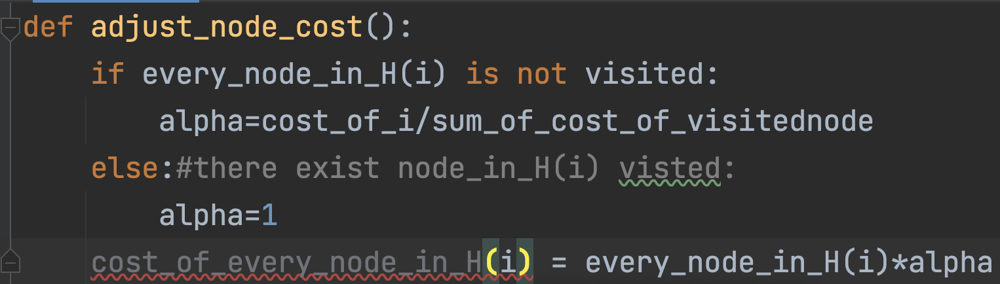 def adjust_node_cost():
if every_node_in_H(i) is not visited:
alpha=cost_of_i/sum_of_cost_of_visitednode
else:#there exist node_in_H(i) visted:
alpha=1
cost_of_every_node_in_H(i) = every_node_in_H(i)*alpha